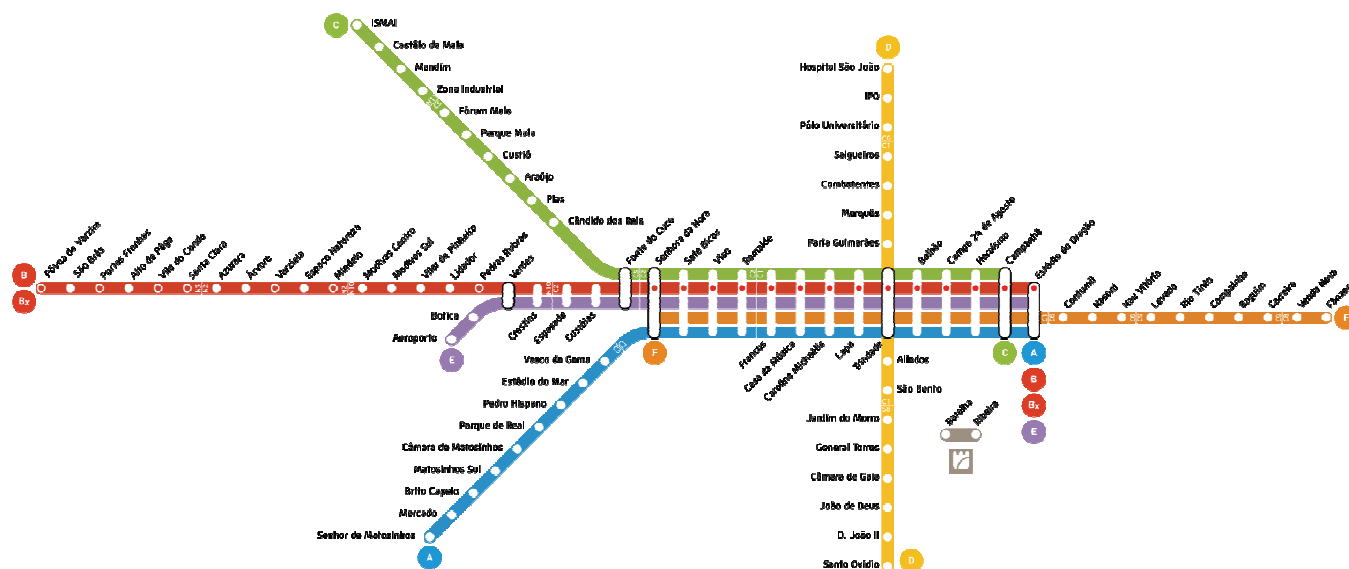 C
ISMAI
Castêlo da Maia
Mandim
Zona Industrial
Fórum Maia
Parque Maia
Custió
Araújo
Pias
Cândido dos Reis
D
Hospital São João
IPO
Pólo Universitário
Salgueiros
Combatentes
Marquês
Faria Guimarães
B
Bx
Póvoa de Varzim
São Brás
Portas Fronhas
Alto de Pêga
Vila do Conde
Santa Clara
Azurara
Árvore
Varziela
Espaço Natureza
Mindelo
Modivas Centro
Modivas Sul
Vilar do Pinheiro
Lidador
Pedras Rubras
Verdes
Fonte do Cuco
Senhora da Hora
Sete Bicas
Viso
Ramalde
Bolhão
Campo 24 de Agosto
Heroísmo
Campanhã
Estádio do Dragão
Contumil
Nasoni
Nau Vitória
Levada
Rio Tinto
Campainha
Baguim
Carreira
Venda Nova
Botica
Aeroporto
E
Crestins
Esposade
Custóias
Francos
Casa da Música
Carolina Michaëlis
Lapa
Trindade
F
C
A
B
Bx
E
Vasco da Gama
Estádio do Mar
Pedro Hispano
Parque de Real
Câmara de Matosinhos
Matosinhos Sul
Brito Capelo
Mercado
Senhor de Matosinhos
A
Aliados
São Bento
Jardim do Morro
General Torres
Câmara de Gaia
João de Deus
D. João II
Santo Ovídio
D
Batalha
Ribeira